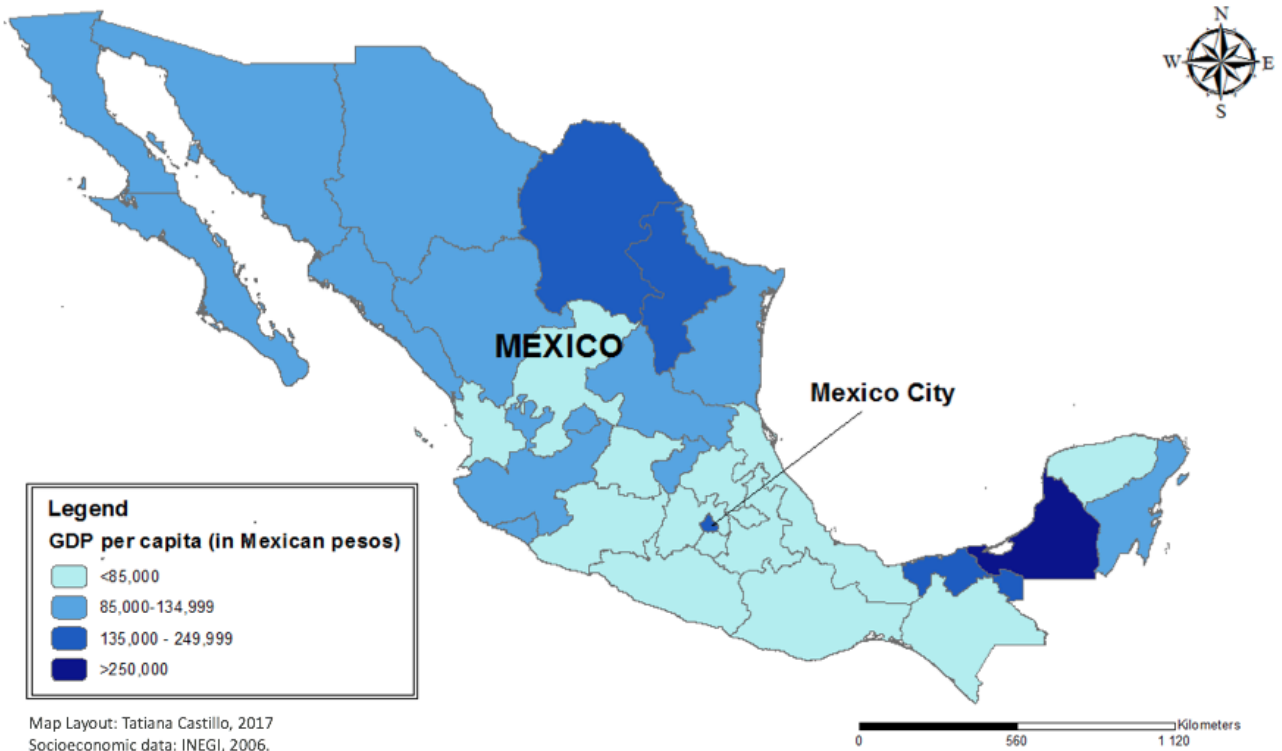 N
W E
S
MEXICO
Mexico City
Legend
GDP per capita (in Mexican pesos)
<85,000
85,000-134,999
135,000 - 249,999
>250,000
Map Layout: Tatiana Castillo, 2017
Socioeconomic data: INEGI, 2006.
Kilometers
0 560 1 120